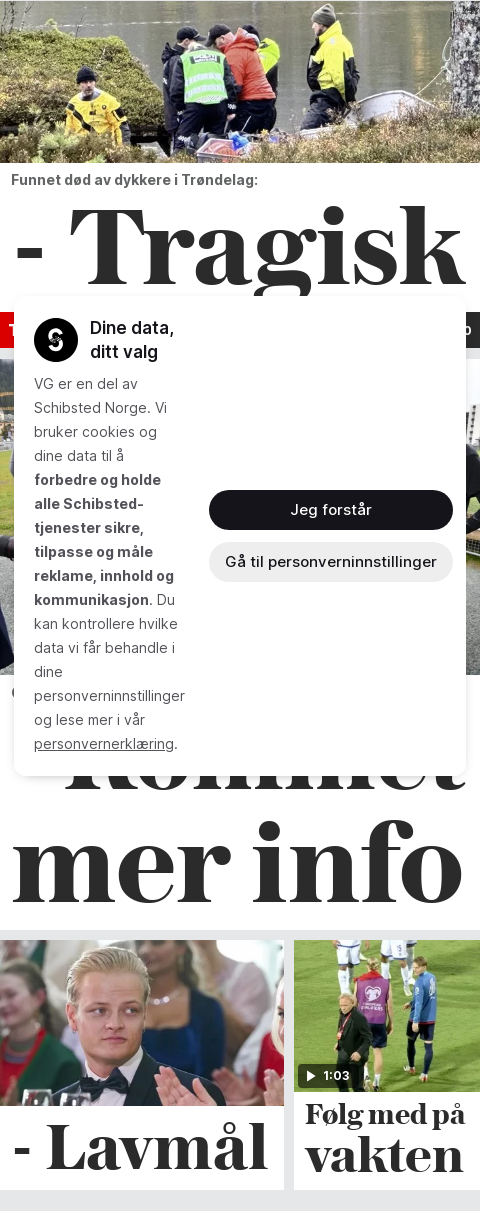 Funnet død av dykkere i Trøndelag:
- Tragisk
Dine data,
ditt valg
VG er en del av
Schibsted Norge. Vi
bruker cookies og
dine data til å
forbedre og holde
alle Schibsted-
tjenester sikre,
tilpasse og måle
reklame, innhold og
kommunikasjon. Du
kan kontrollere hvilke
data vi får behandle i
dine
personverninnstillinger
og lese mer i vår
personvernerklæring.
Jeg forstår
Gå til personverninnstillinger
mer info
- Lavmål
1:03
Følg med på
vakten